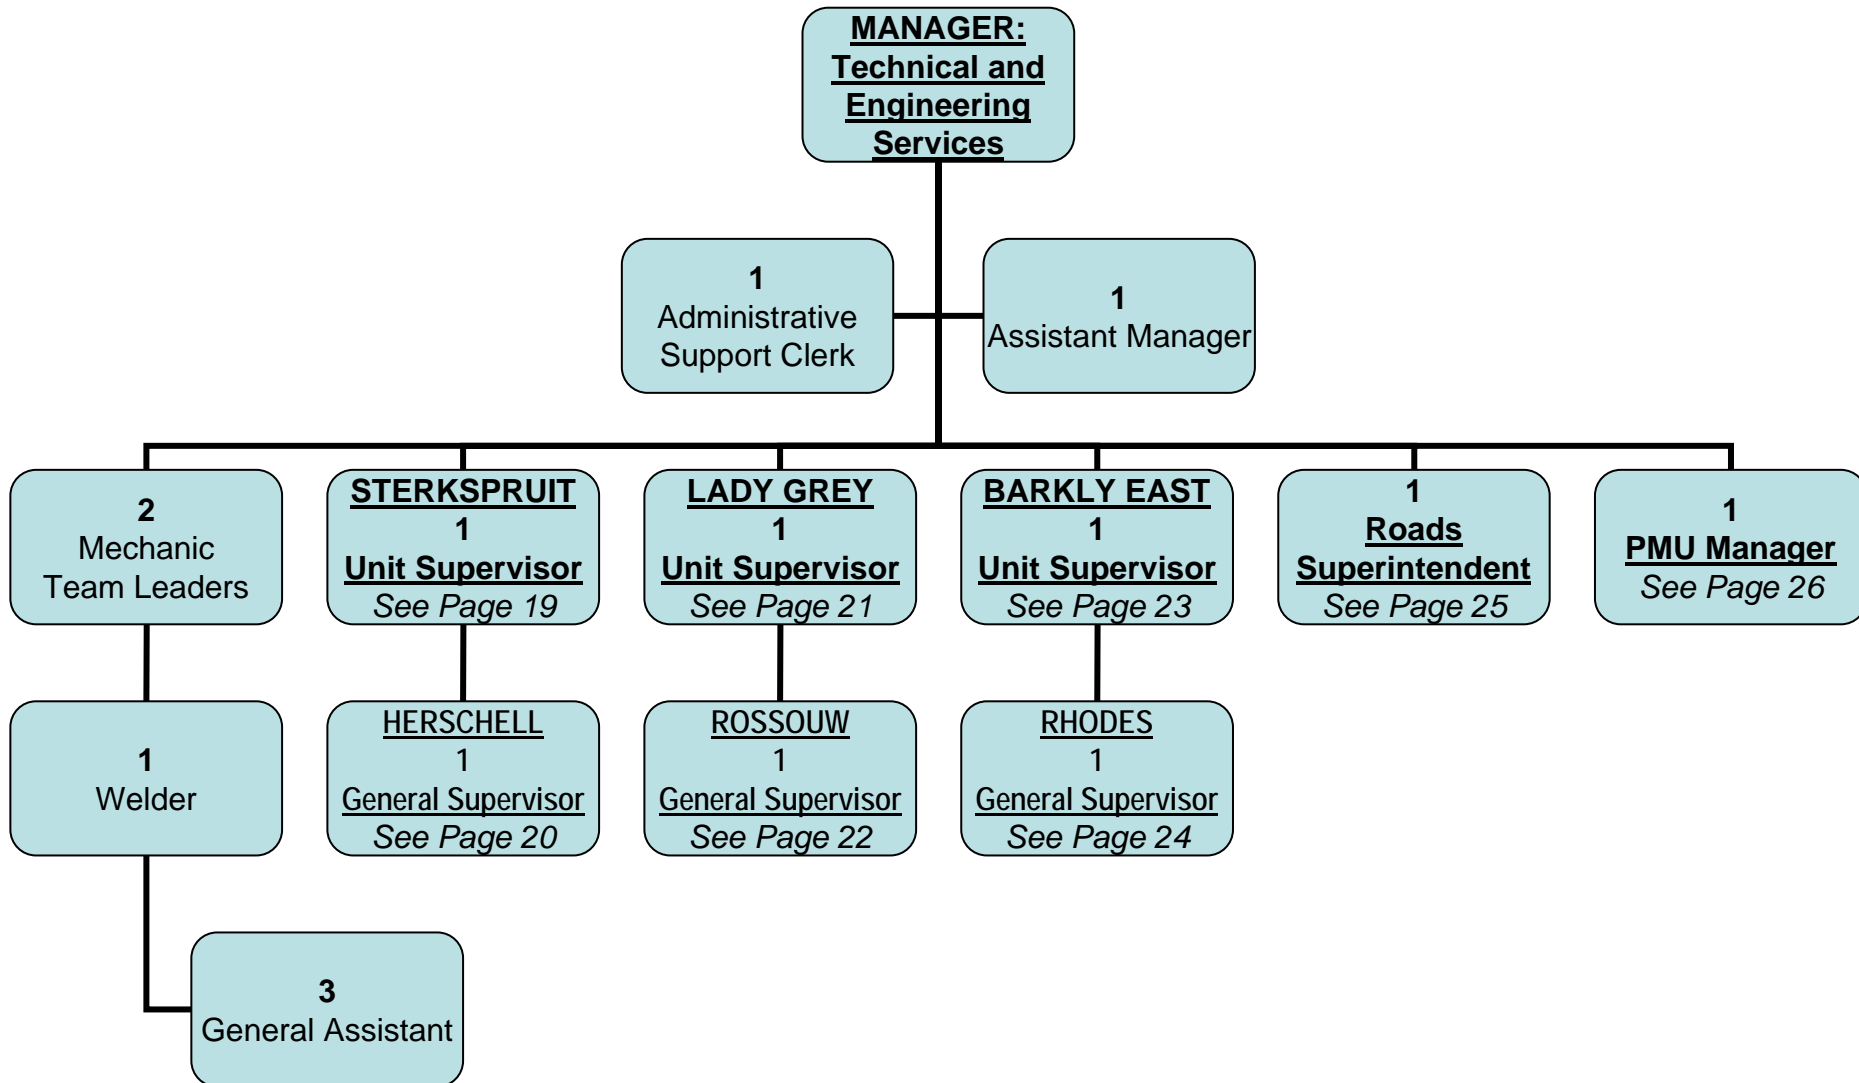 MANAGER:
Technical and
Engineering
Services
1
Administrative
Support Clerk
1
Assistant Manager
2
Mechanic
Team Leaders
STERKSPRUIT
1
Unit Supervisor
See Page 19
LADY GREY
1
Unit Supervisor
See Page 21
BARKLY EAST
1
Unit Supervisor
See Page 23
1
Roads
Superintendent
See Page 25
1
PMU Manager
See Page 26
1
Welder
HERSCHELL
1
General Supervisor
See Page 20
ROSSOUW
1
General Supervisor
See Page 22
RHODES
1
General Supervisor
See Page 24
3
General Assistant